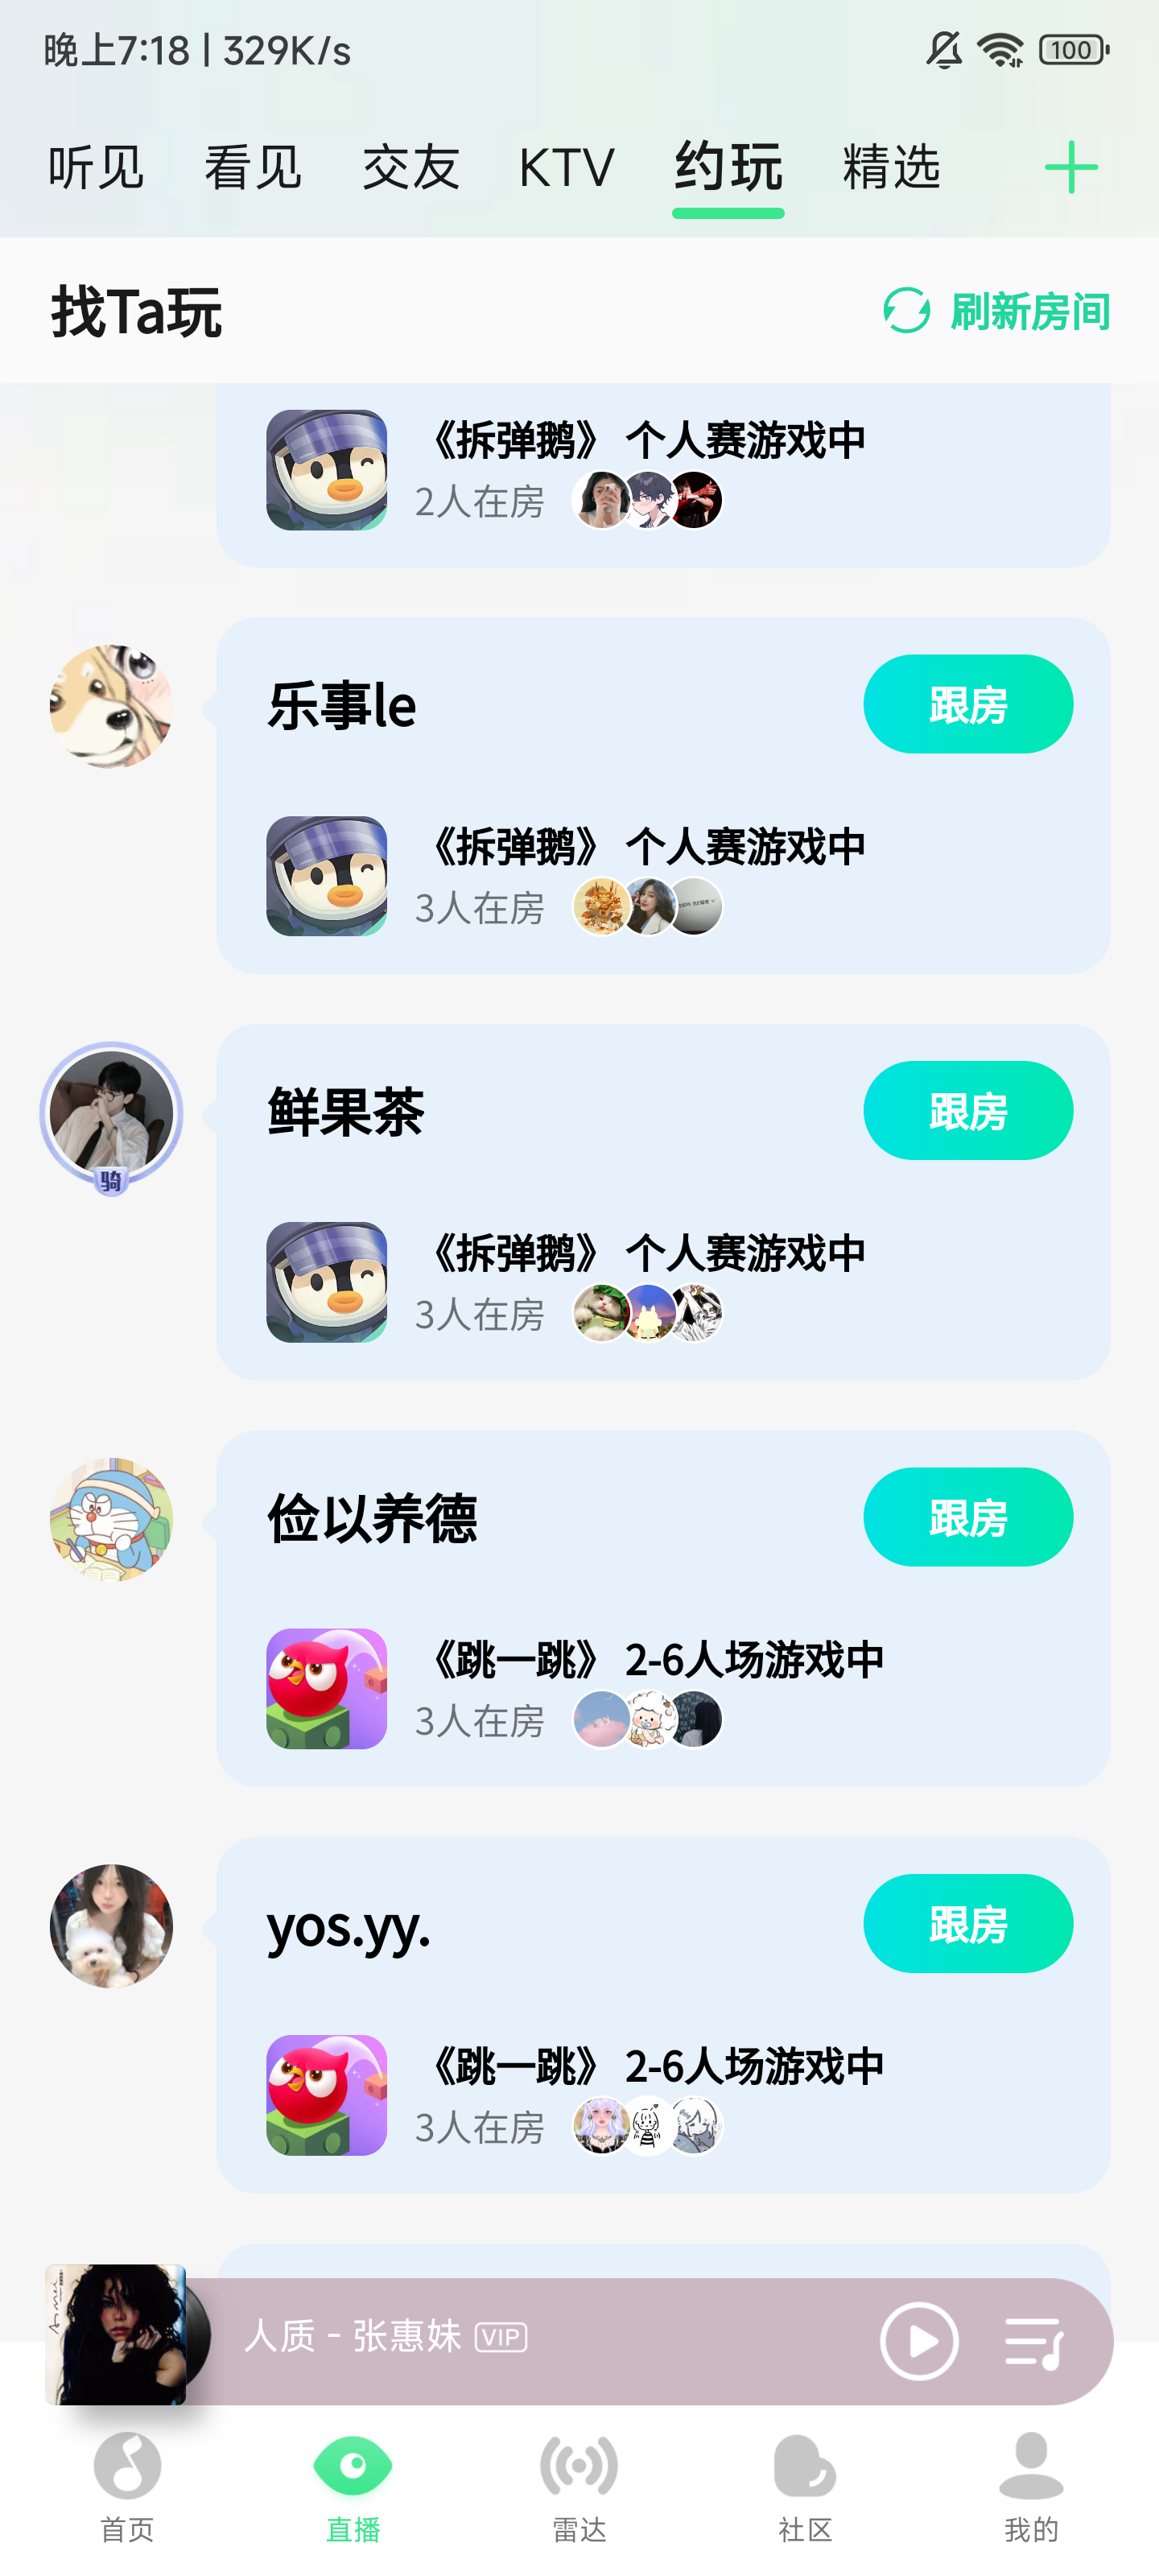 晚上7:18 | 329K/s
100
听见 看见 交友 KTV 约玩 精选
找Ta玩
刷新房间
《拆弹鹅》 个人赛游戏中
2人在房
乐事le
跟房
《拆弹鹅》 个人赛游戏中
3人在房
鲜果茶
跟房
骑
《拆弹鹅》 个人赛游戏中
3人在房
俭以养德
跟房
《跳一跳》 2-6人场游戏中
3人在房
yos.yy.
跟房
《跳一跳》 2-6人场游戏中
3人在房
人质 - 张惠妹 VIP
首页 直播 雷达 社区 我的